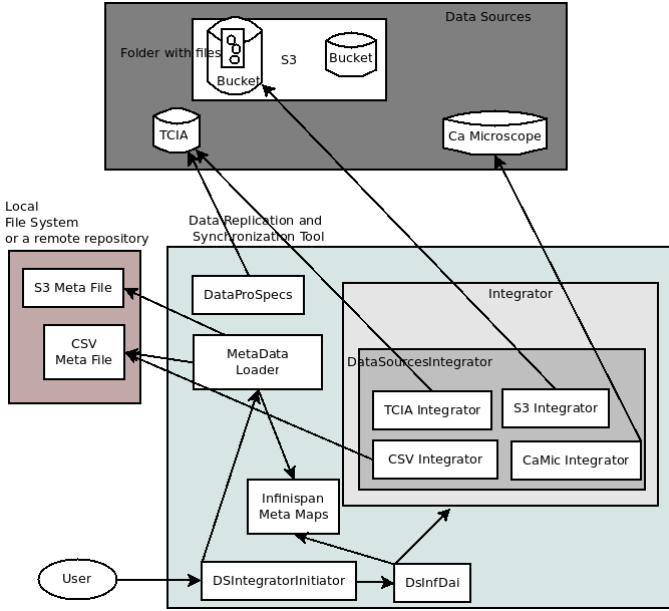 Data Sources
Folder with files
S3
Bucket
Bucket
TCIA
Ca Microscope
Local
File System
or a remote repository
Data Replication and
Synchronization Tool
S3 Meta File
CSV
Meta File
DataProSpecs
MetaData
Loader
Integrator
DataSourcesIntegrator
TCIA Integrator
S3 Integrator
CSV Integrator
CaMic Integrator
Infinispan
Meta Maps
User
DSIntegratorInitiator
DsInfDai